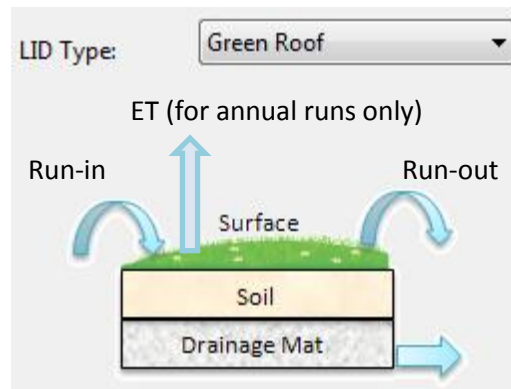 LID Type: Green Roof
ET (for annual runs only)
Run-in Run-out
Surface
Soil
Drainage Mat